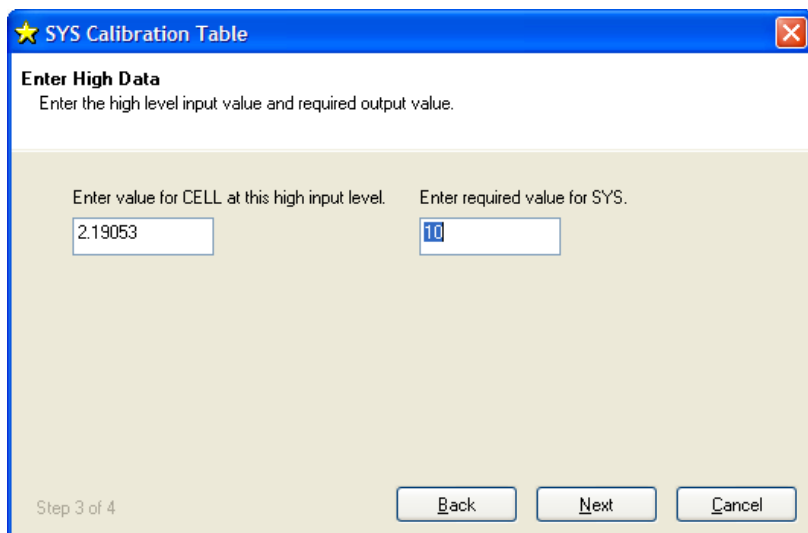 SYS Calibration Table
Enter High Data
Enter the high level input value and required output value.
Enter value for CELL at this high input level. Enter required value for SYS.
2.19053 10
Step 3 of 4 Back Next Cancel